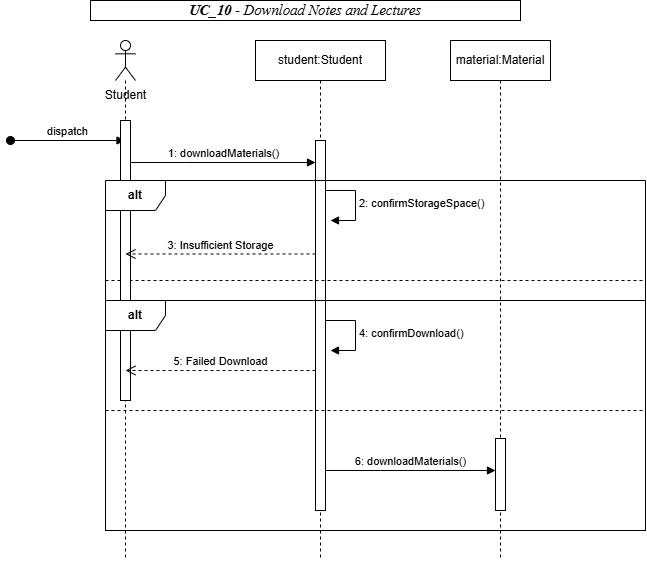 UC_10 - Download Notes and Lectures
student:Student
material:Material
Student
dispatch
1: downloadMaterials()
alt
2: confirmStorageSpace()
3: Insufficient Storage
alt
4: confirmDownload()
5: Failed Download
6: downloadMaterials()